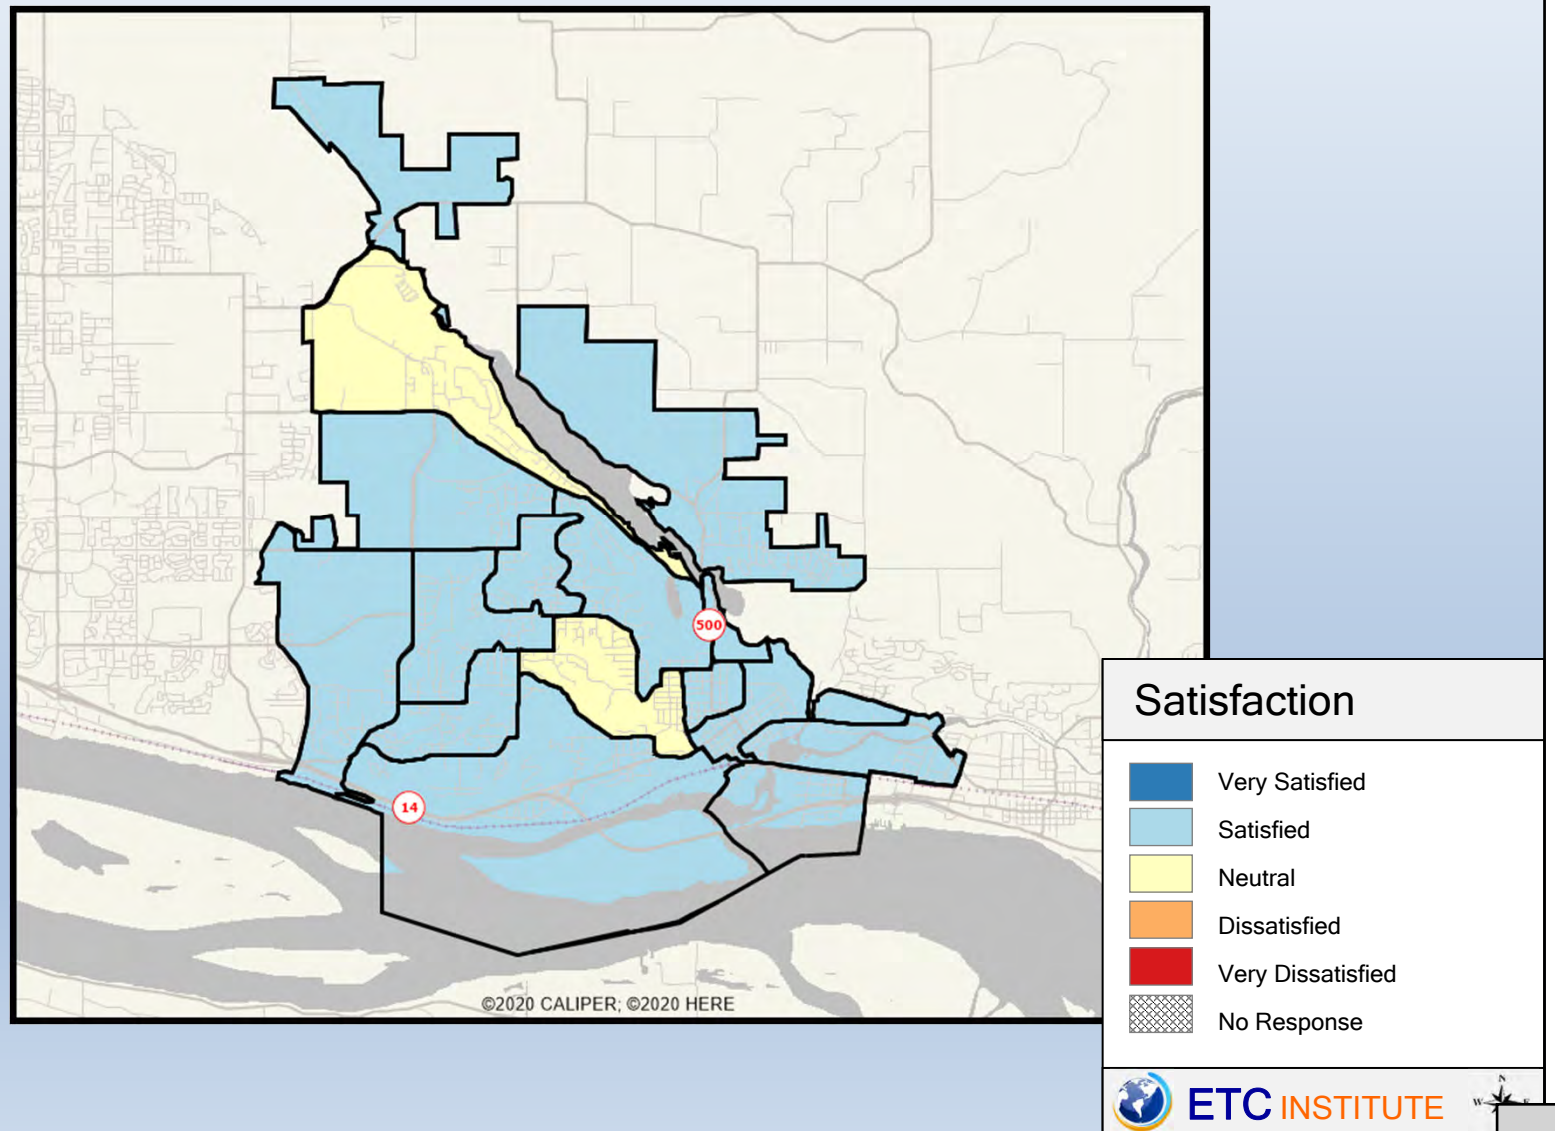 500
14
©2020 CALIPER; ©2020 HERE
Satisfaction
Very Satisfied
Satisfied
Neutral
Dissatisfied
Very Dissatisfied
No Response
ETC INSTITUTE
N
W
E